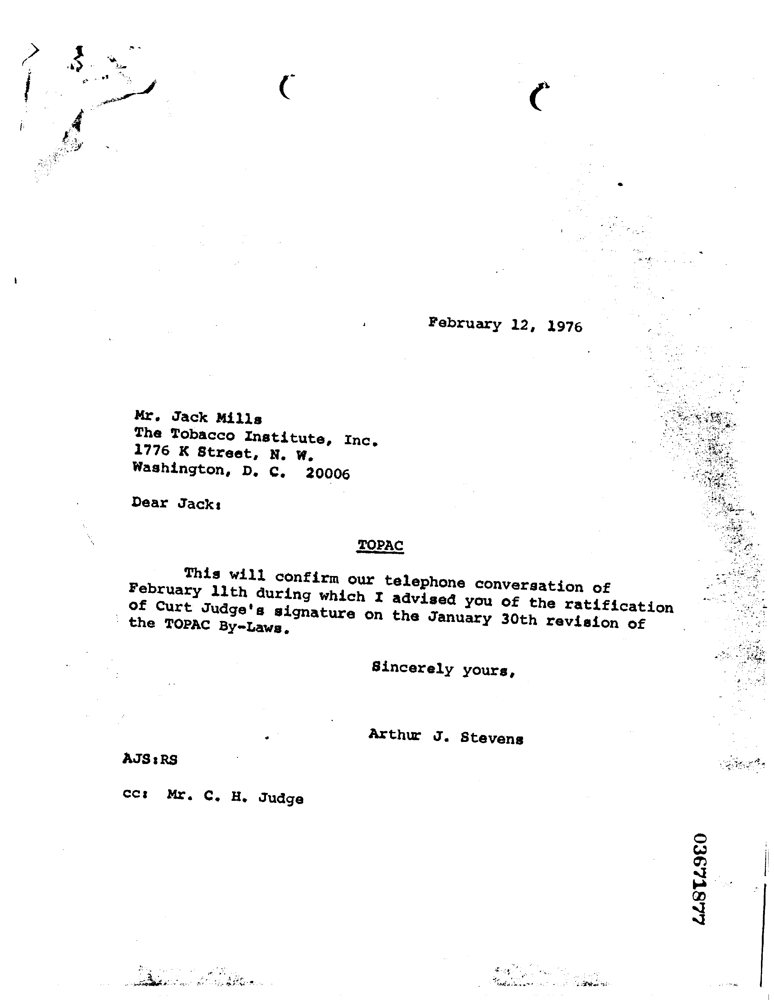 February 12, 1976
Mr. Jack Mills
The Tobacco Institute, Inc.
1776 K Street, N. W.
Washington, D. C. 20006
Dear Jack:
TOPAC
This will confirm our telephone conversation of
February 11th during which I advised you of the ratification
of Curt Judge's signature on the January 30th revision of
the TOPAC By-Laws.
Sincerely yours,
Arthur J. Stevens
AJS:RS
cc: Mr. C. H. Judge
03671877